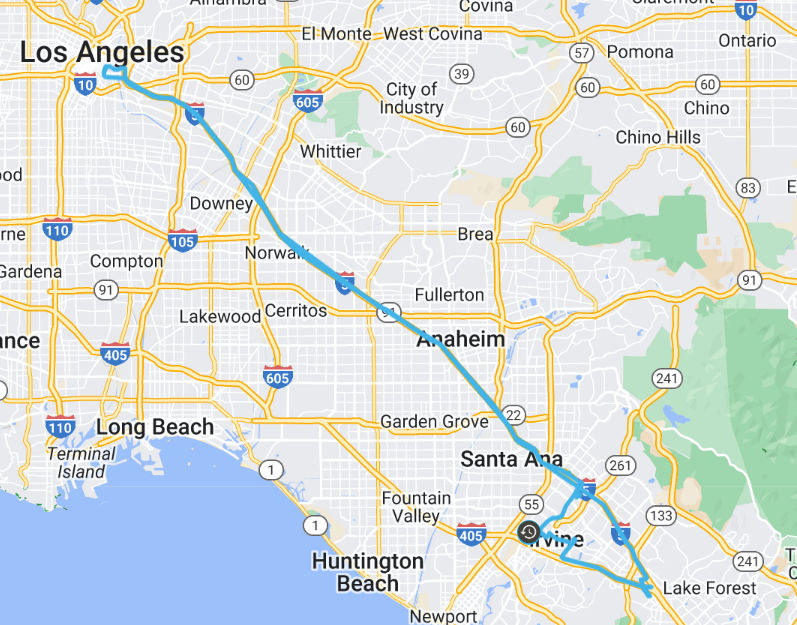 Alhambra
Covina
Claremont
El Monte
West Covina
10
Los Angeles
57
Pomona
Ontario
10
60
39
City of
Industry
60
60
Chino
605
5
60
Chino Hills
Whittier
83
Downey
110
105
Norwalk
Brea
Compton
Gardena
91
5
91
Fullerton
Lakewood
Cerritos
91
Anaheim
405
605
241
Garden Grove
22
110
Long Beach
Terminal
Island
1
Santa Ana
261
5
Fountain
Valley
55
133
1
405
Irvine
5
241
Huntington
Beach
Lake Forest
Newport